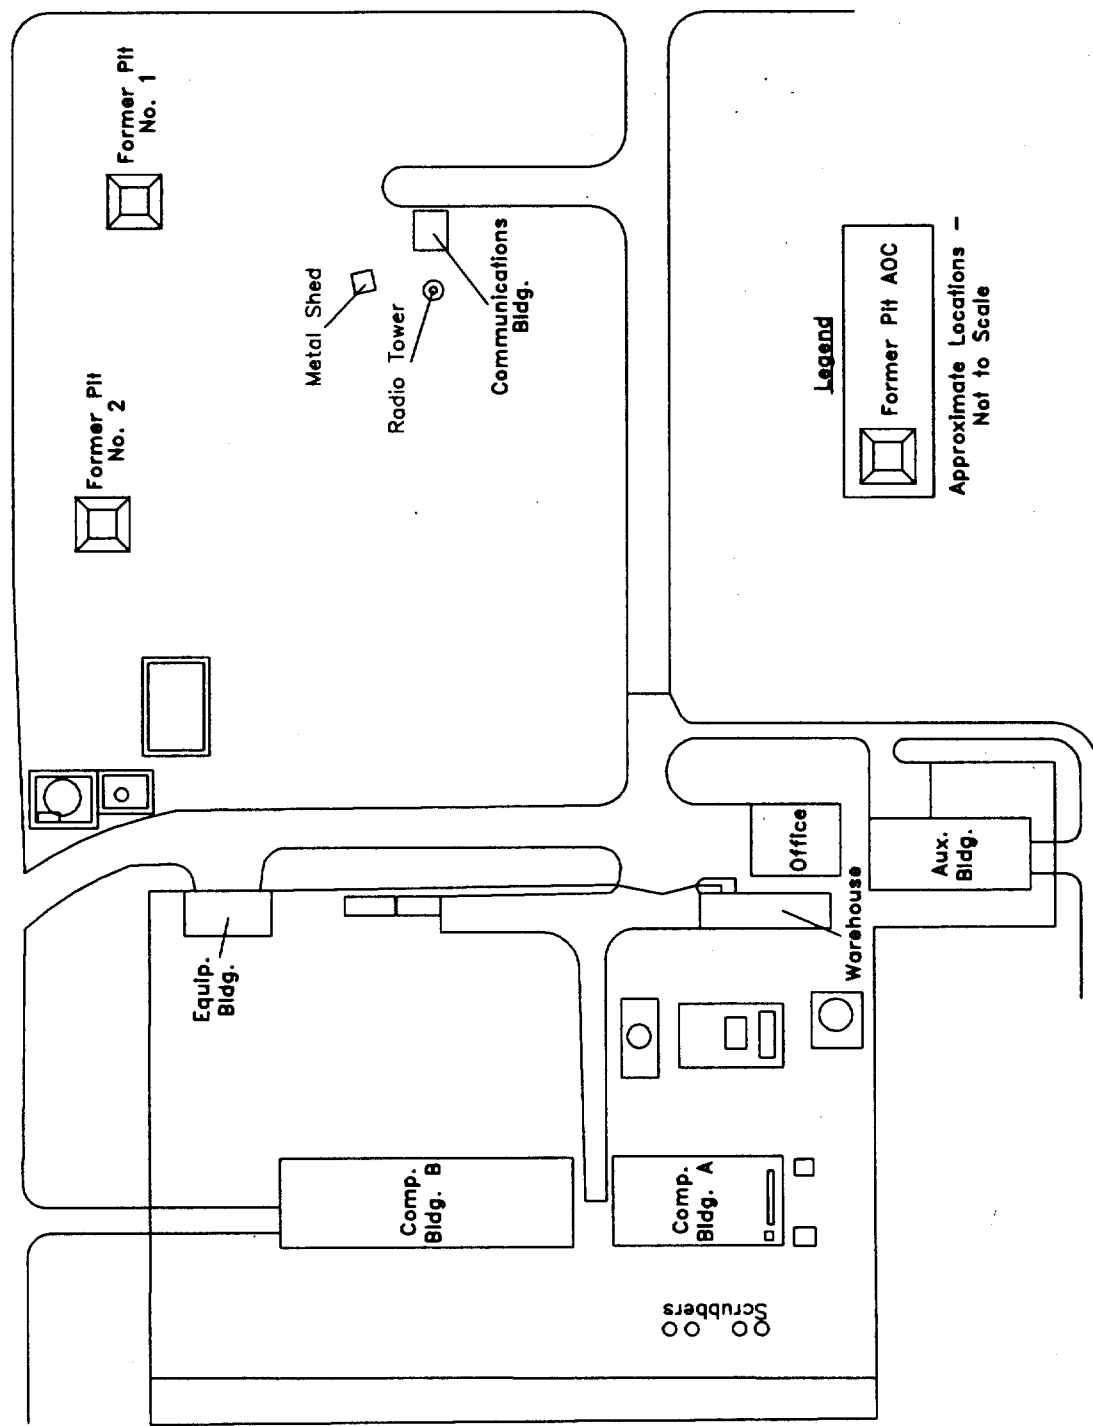 Former Pit
No. 1
Former Pit
No. 2
Metal Shed
Radio Tower
Communications
Bldg.
Legend
Former Pit AOC
Approximate Locations –
Not to Scale
Equip.
Bldg.
Office
Aux.
Bldg.
Warehouse
Comp.
Bldg. B
Comp.
Bldg. A
Scrubbers